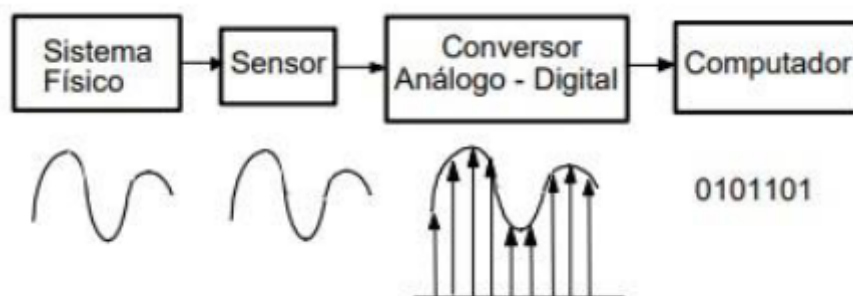 Sistema
Físico
Sensor
Conversor
Análogo - Digital
Computador
0101101